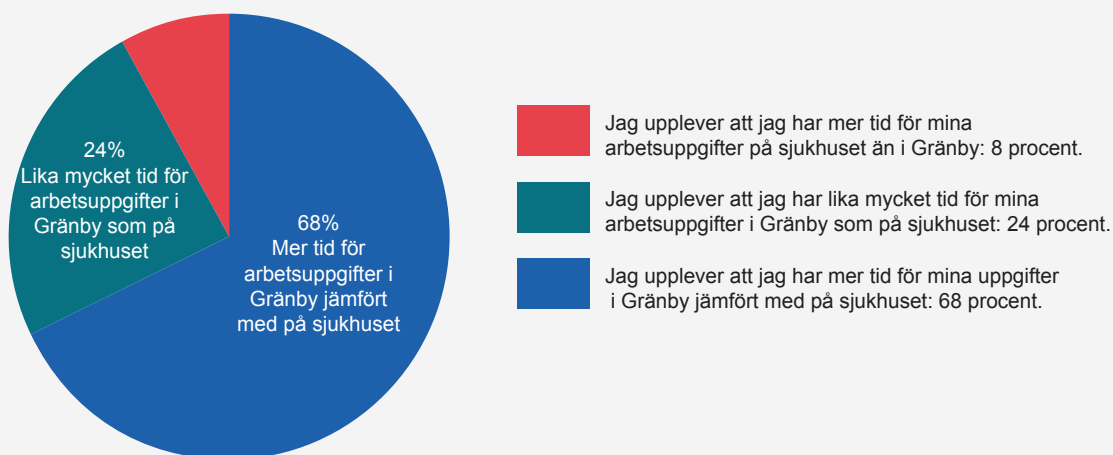 24%
Lika mycket tid för
arbetsuppgifter i
Gränby som på
sjukhuset
68%
Mer tid för
arbetsuppgifter i
Gränby jämfört
med på sjukhuset
Jag upplever att jag har mer tid för mina
arbetsuppgifter på sjukhuset än i Gränby: 8 procent.
Jag upplever att jag har lika mycket tid för mina
arbetsuppgifter i Gränby som på sjukhuset: 24 procent.
Jag upplever att jag har mer tid för mina uppgifter
i Gränby jämfört med på sjukhuset: 68 procent.